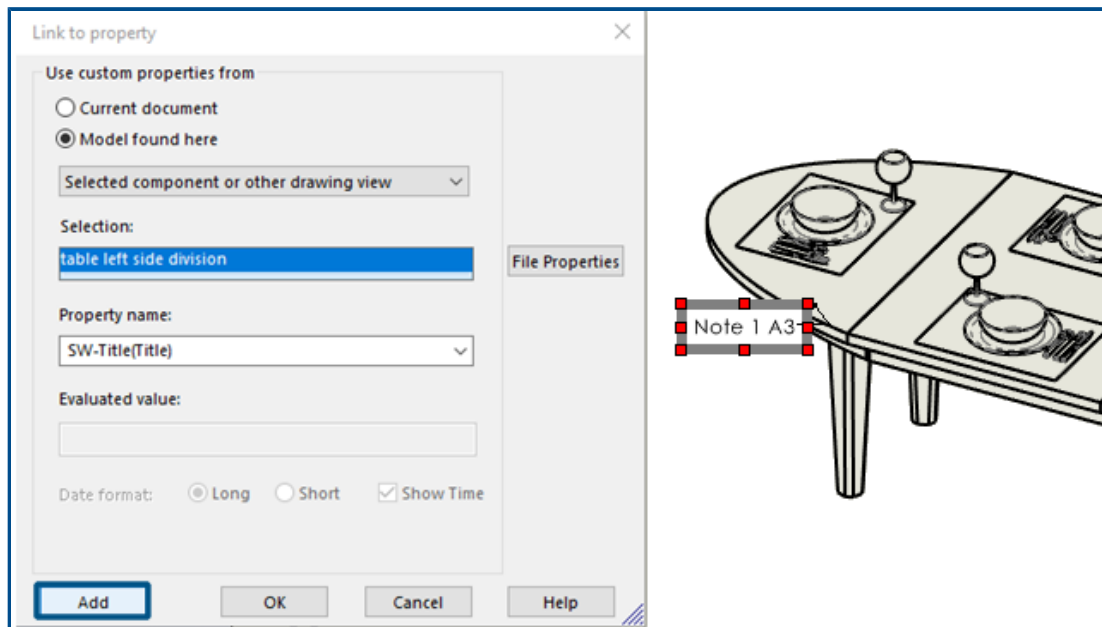 Link to property
Use custom properties from
Current document
Model found here
Selected component or other drawing view
Selection:
table left side division
File Properties
Property name:
SW-Title(Title)
Evaluated value:
Date format:
Long
Short
Show Time
Add
OK
Cancel
Help
Note 1 A3